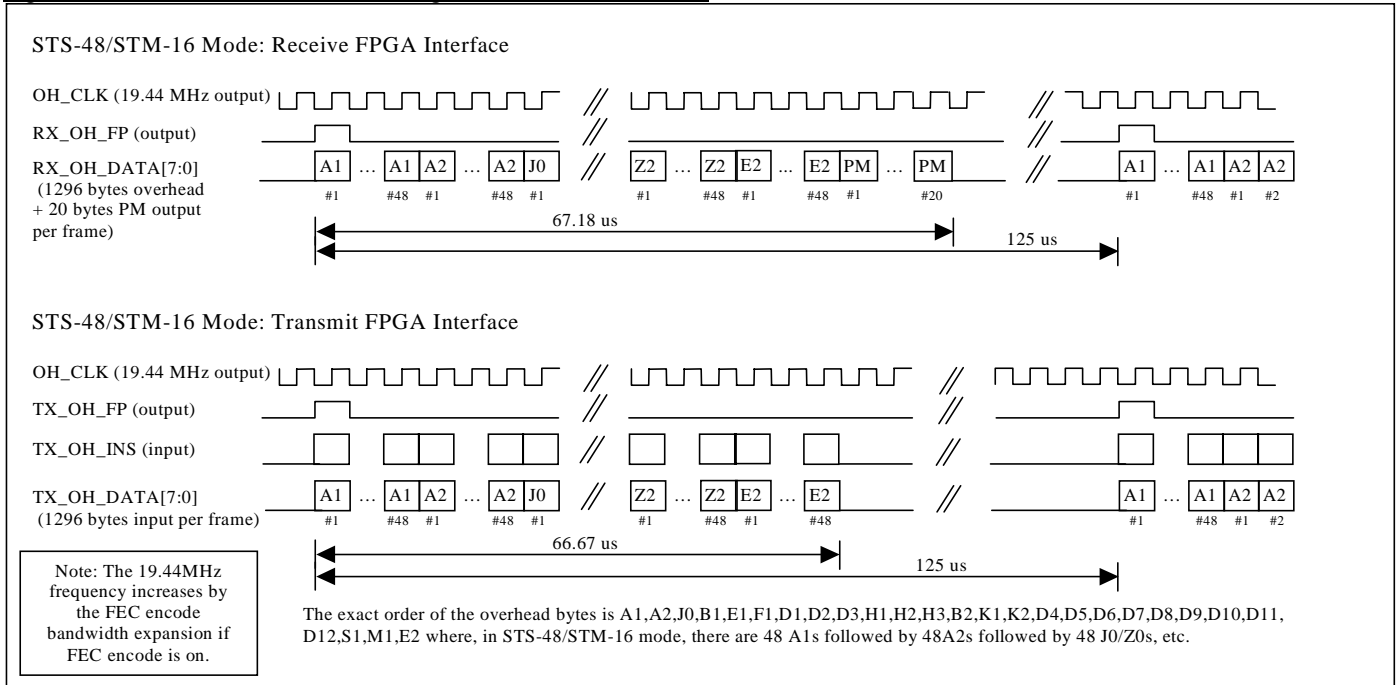 STS-48/STM-16 Mode: Receive FPGA Interface
OH_CLK (19.44 MHz output)
RX_OH_FP (output)
RX_OH_DATA[7:0]
(1296 bytes overhead
+ 20 bytes PM output
per frame)
A1 ... A1 A2 ... A2 J0 // Z2 ... Z2 E2 ... E2 PM ... PM // A1 ... A1 A2 A2
#1 #48 #1 #48 #1 #1 #48 #1 #48 #1 #20 #1 #48 #1 #2
67.18 us
125 us
STS-48/STM-16 Mode: Transmit FPGA Interface
OH_CLK (19.44 MHz output)
TX_OH_FP (output)
TX_OH_INS (input)
TX_OH_DATA[7:0]
(1296 bytes input per frame)
A1 ... A1 A2 ... A2 J0 // Z2 ... Z2 E2 ... E2 // A1 ... A1 A2 A2
#1 #48 #1 #48 #1 #1 #48 #1 #48 #1 #48 #1 #2
66.67 us
125 us
Note: The 19.44MHz
frequency increases by
the FEC encode
bandwidth expansion if
FEC encode is on.
The exact order of the overhead bytes is A1,A2,J0,B1,E1,F1,D1,D2,D3,H1,H2,H3,B2,K1,K2,D4,D5,D6,D7,D8,D9,D10,D11,
D12,S1,M1,E2 where, in STS-48/STM-16 mode, there are 48 A1s followed by 48A2s followed by 48 J0/Z0s, etc.